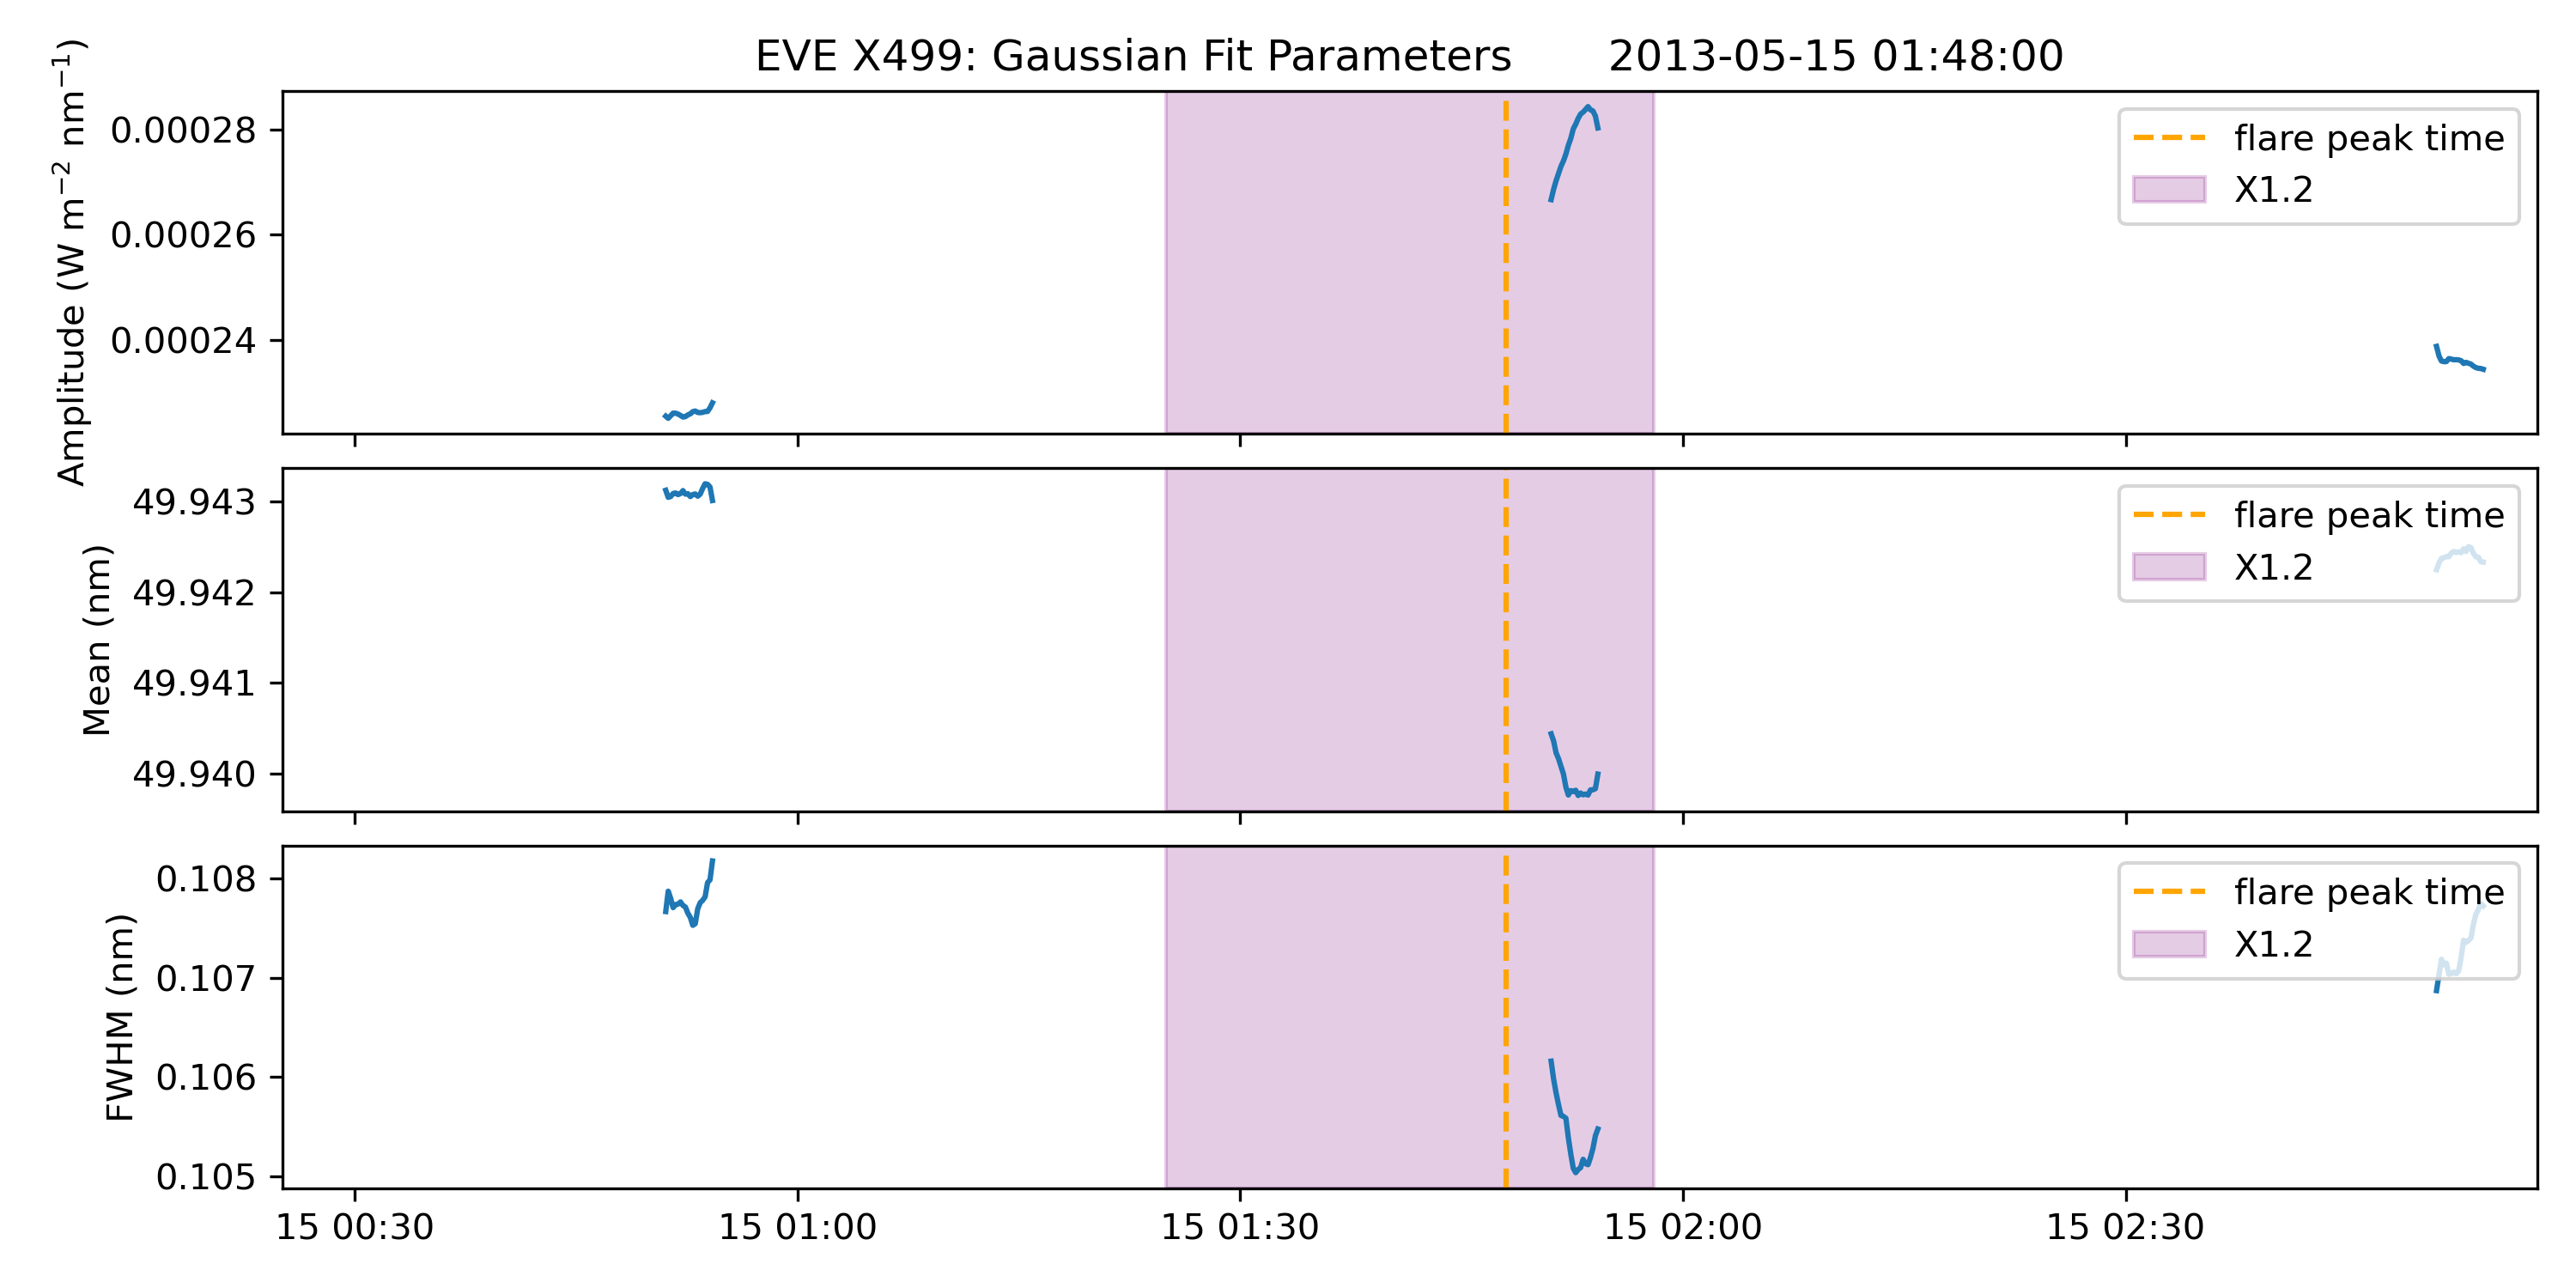 EVE X499: Gaussian Fit Parameters 2013-05-15 01:48:00
Amplitude (W m⁻² nm⁻¹)
0.00028
0.00026
0.00024
flare peak time
X1.2
Mean (nm)
49.943
49.942
49.941
49.940
flare peak time
X1.2
FWHM (nm)
0.108
0.107
0.106
0.105
flare peak time
X1.2
15 00:30 15 01:00 15 01:30 15 02:00 15 02:30